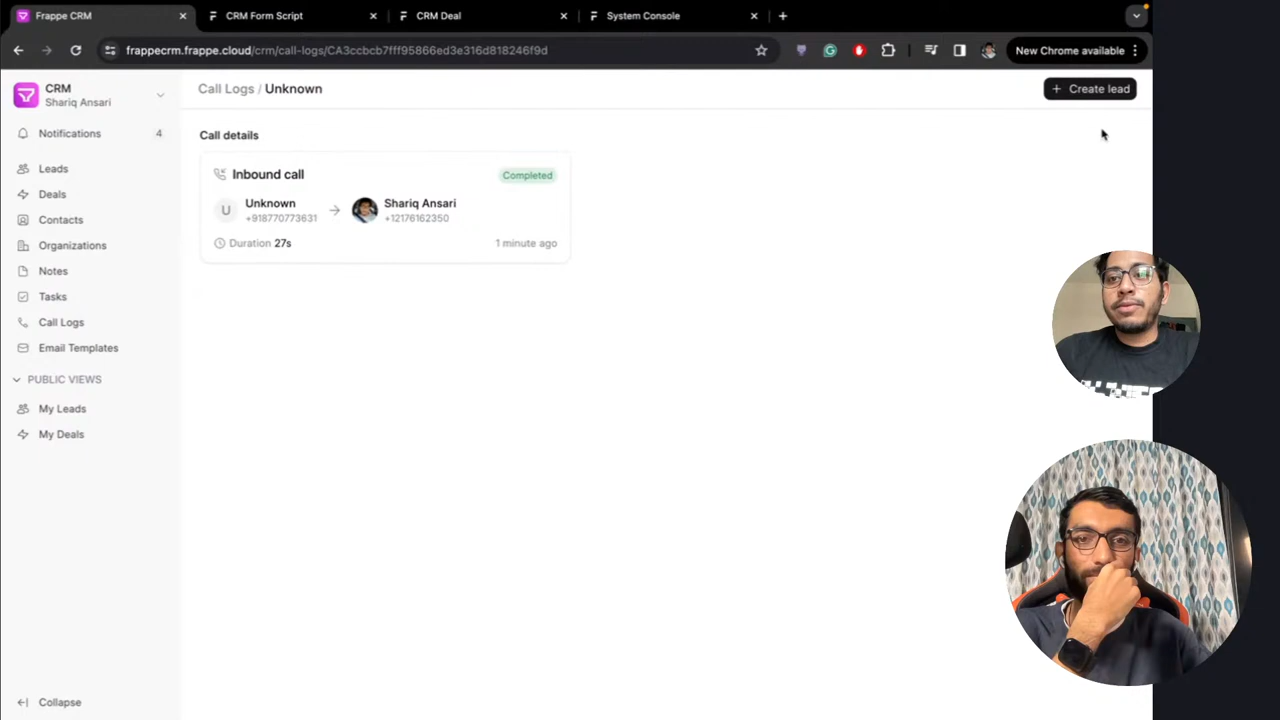 Frappe CRM
CRM Form Script
CRM Deal
System Console
frappecrm.frappe.cloud/crm/call-logs/CA3ccbcb7fff95866ed3e316d818246f9d
New Chrome available
CRM
Shariq Ansari
Call Logs / Unknown
+ Create lead
Notifications 4
Leads
Deals
Contacts
Organizations
Notes
Tasks
Call Logs
Email Templates
PUBLIC VIEWS
My Leads
My Deals
Collapse
Call details
Inbound call
Completed
U
Unknown
+918770773631
Shariq Ansari
+12176162350
Duration 27s
1 minute ago